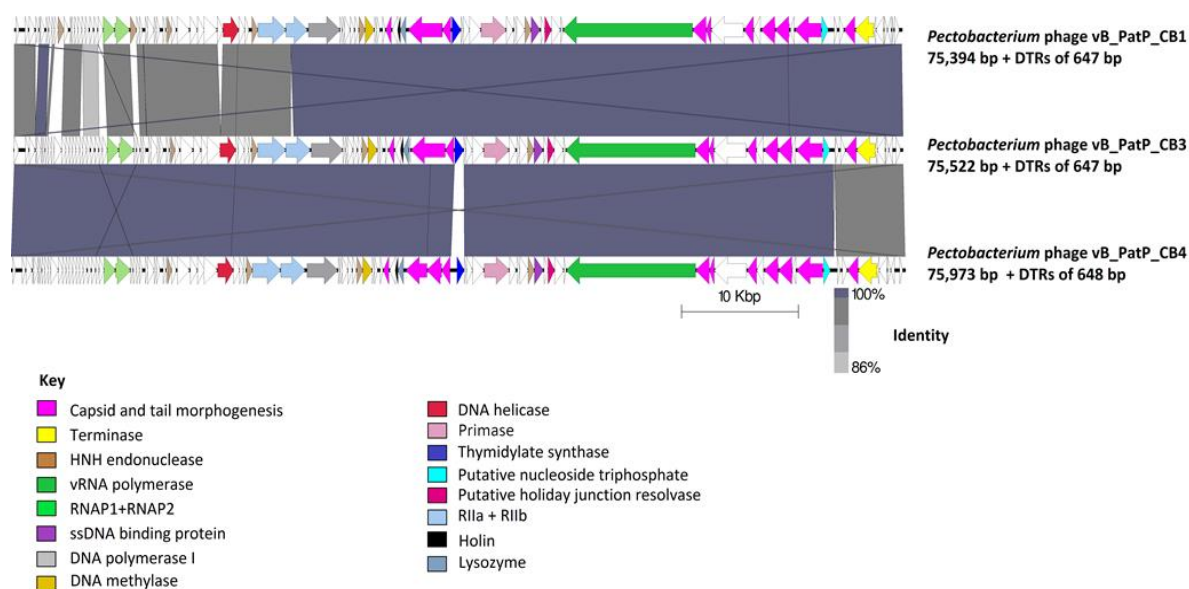 Pectobacterium phage vB_PatP_CB1
75,394 bp + DTRs of 647 bp
Pectobacterium phage vB_PatP_CB3
75,522 bp + DTRs of 647 bp
Pectobacterium phage vB_PatP_CB4
75,973 bp + DTRs of 648 bp
10 Kbp
100%
Identity
86%
Key
Capsid and tail morphogenesis
Terminase
HNH endonuclease
vRNA polymerase
RNAP1+RNAP2
ssDNA binding protein
DNA polymerase I
DNA methylase
DNA helicase
Primase
Thymidylate synthase
Putative nucleoside triphosphate
Putative holiday junction resolvase
RIIa + RIIb
Holin
Lysozyme